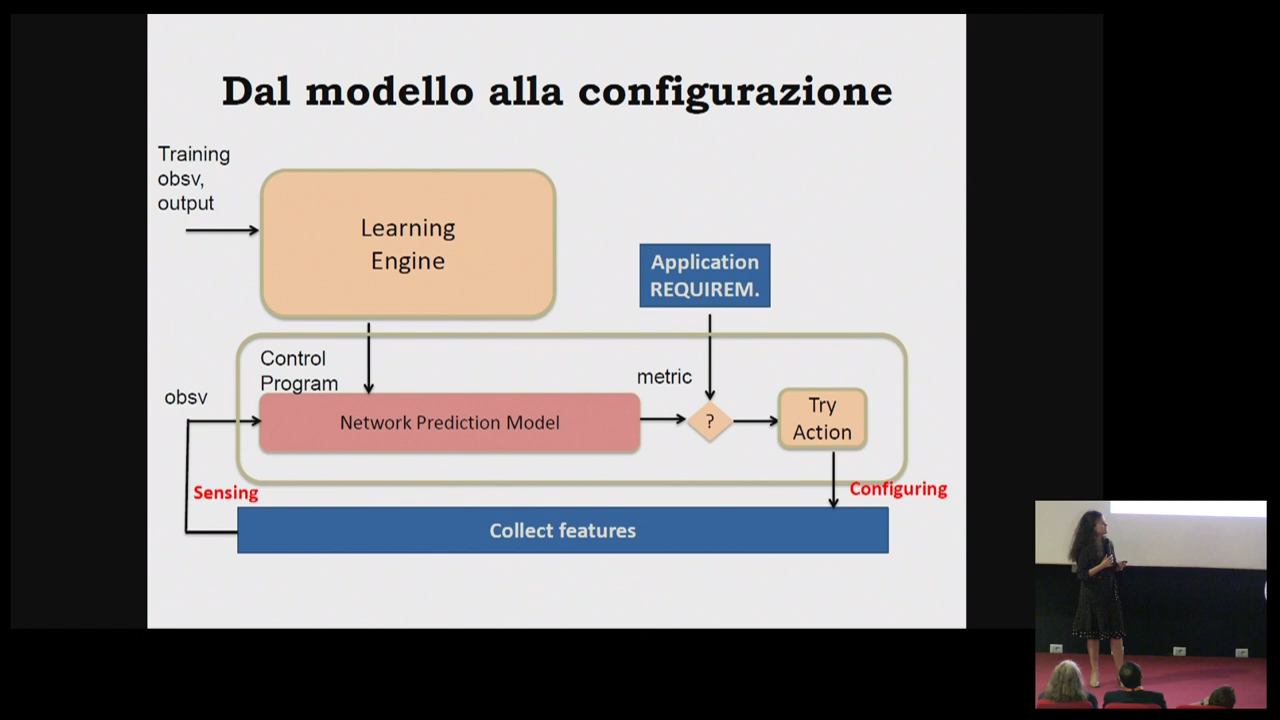 Dal modello alla configurazione
Training
obsv,
output
Learning
Engine
Application
REQUIREM.
Control
Program
metric
obsv
Network Prediction Model
?
Try
Action
Sensing
Configuring
Collect features